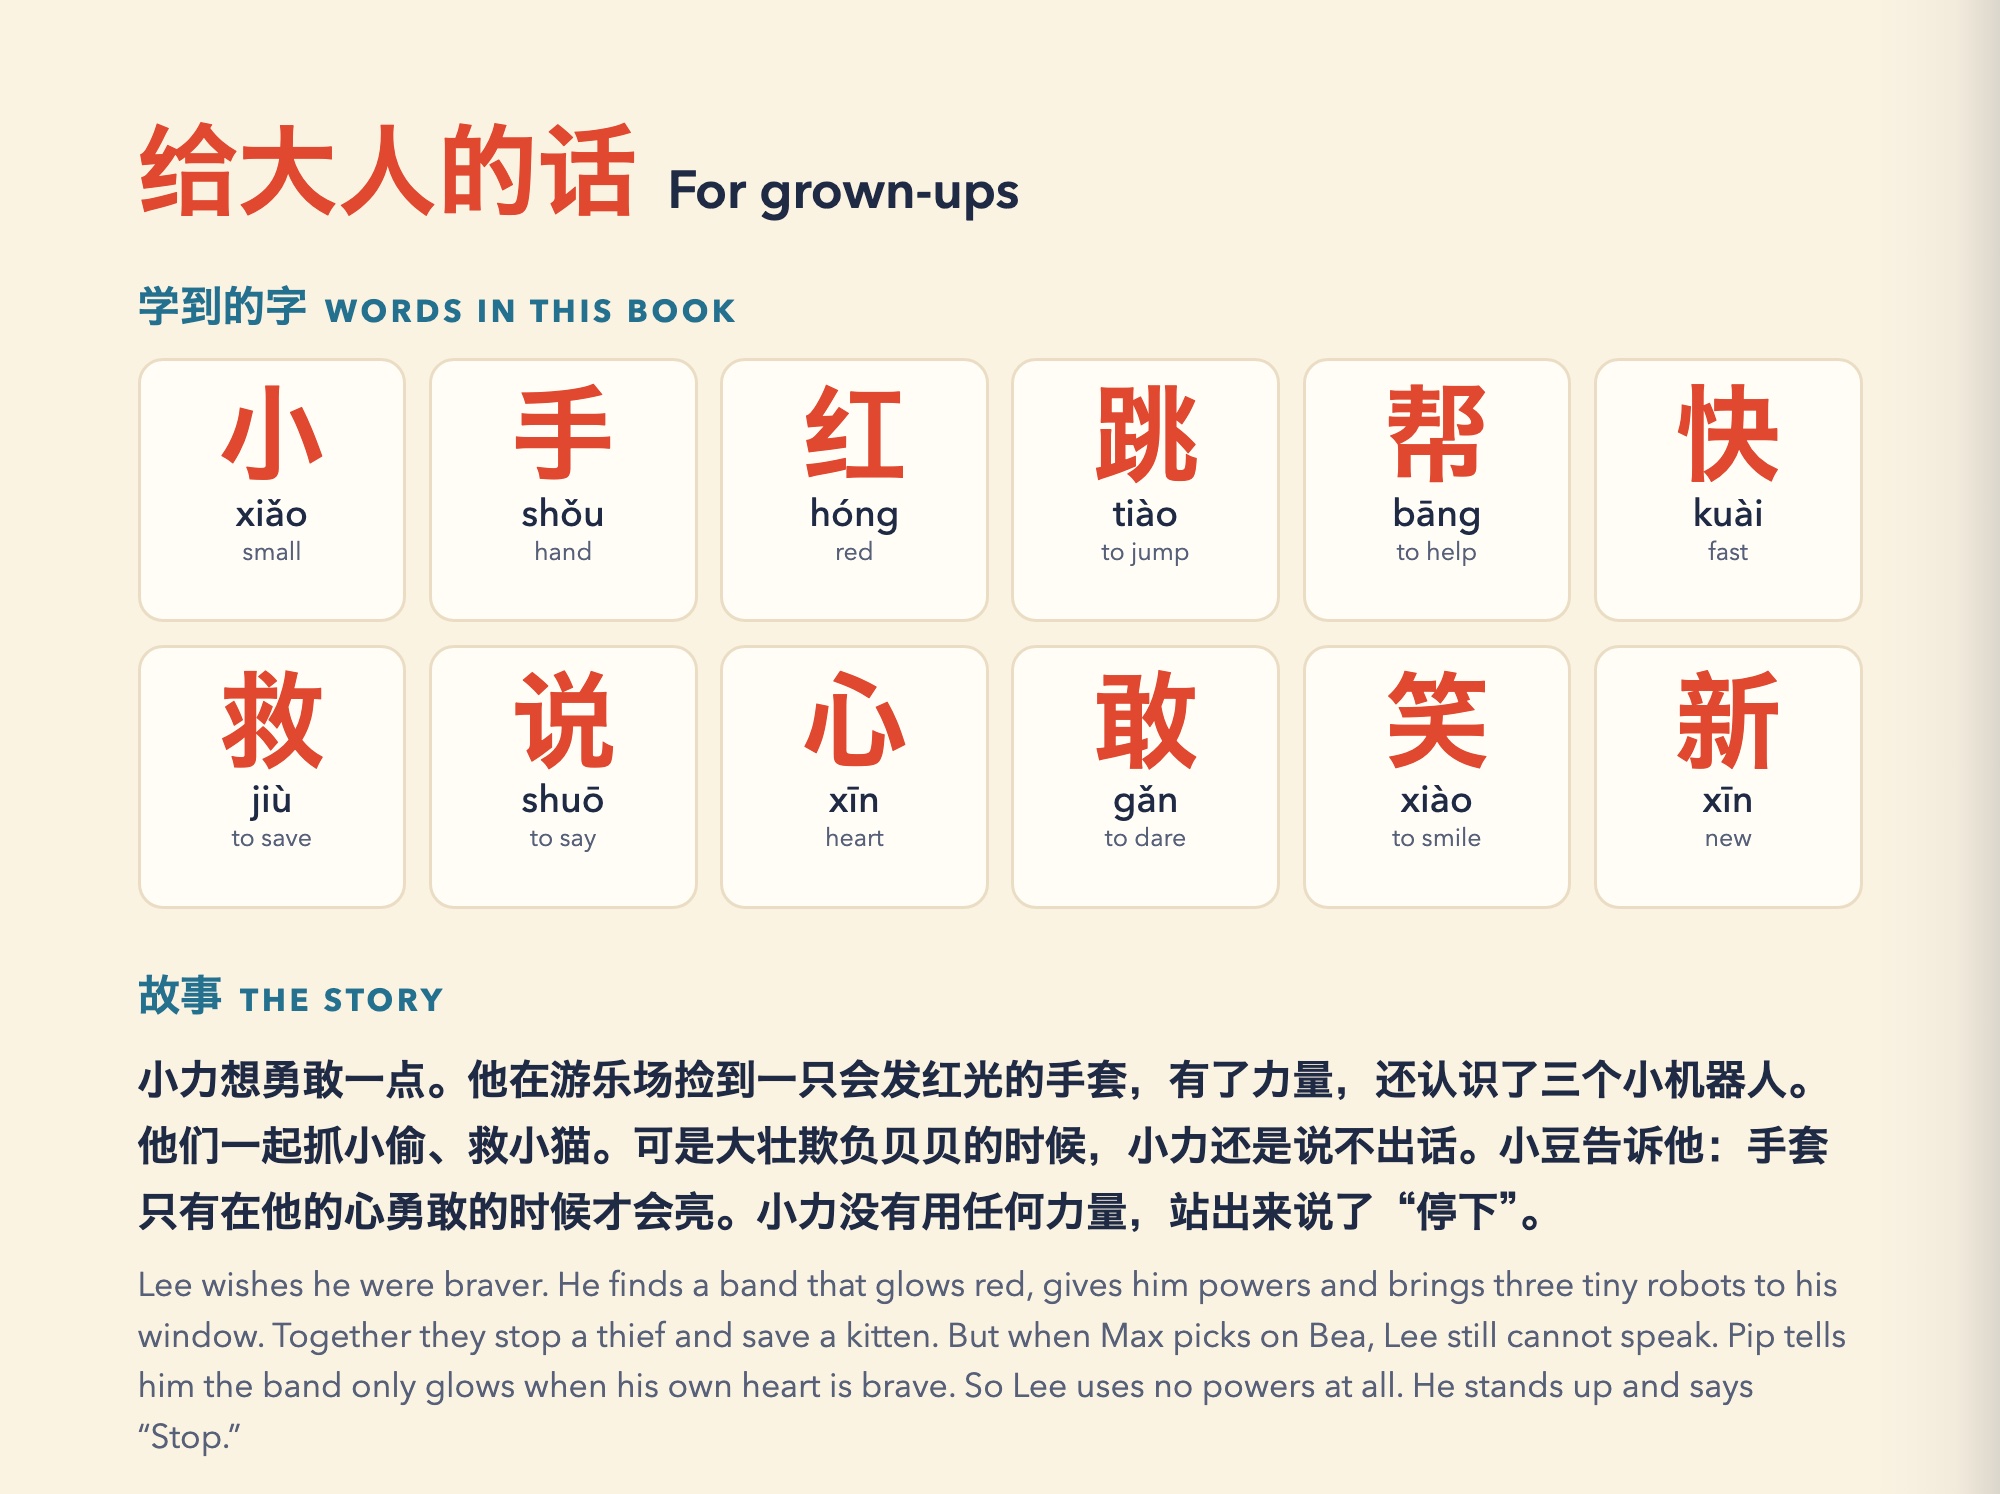 给大人的话 For grown-ups
学到的字 WORDS IN THIS BOOK
小 手 红 跳 帮 快
xiǎo shǒu hóng tiào bāng kuài
small hand red to jump to help fast
救 说 心 敢 笑 新
jiù shuō xīn gǎn xiào xīn
to save to say heart to dare to smile new
故事 THE STORY
小力想勇敢一点。他在游乐场捡到一只会发红光的手套，有了力量，还认识了三个小机器人。
他们一起抓小偷、救小猫。可是大壮欺负贝贝的时候，小力还是说不出话。小豆告诉他：手套
只有在他的心勇敢的时候才会亮。小力没有用任何力量，站出来说了“停下”。
Lee wishes he were braver. He finds a band that glows red, gives him powers and brings three tiny robots to his
window. Together they stop a thief and save a kitten. But when Max picks on Bea, Lee still cannot speak. Pip tells
him the band only glows when his own heart is brave. So Lee uses no powers at all. He stands up and says
“Stop.”